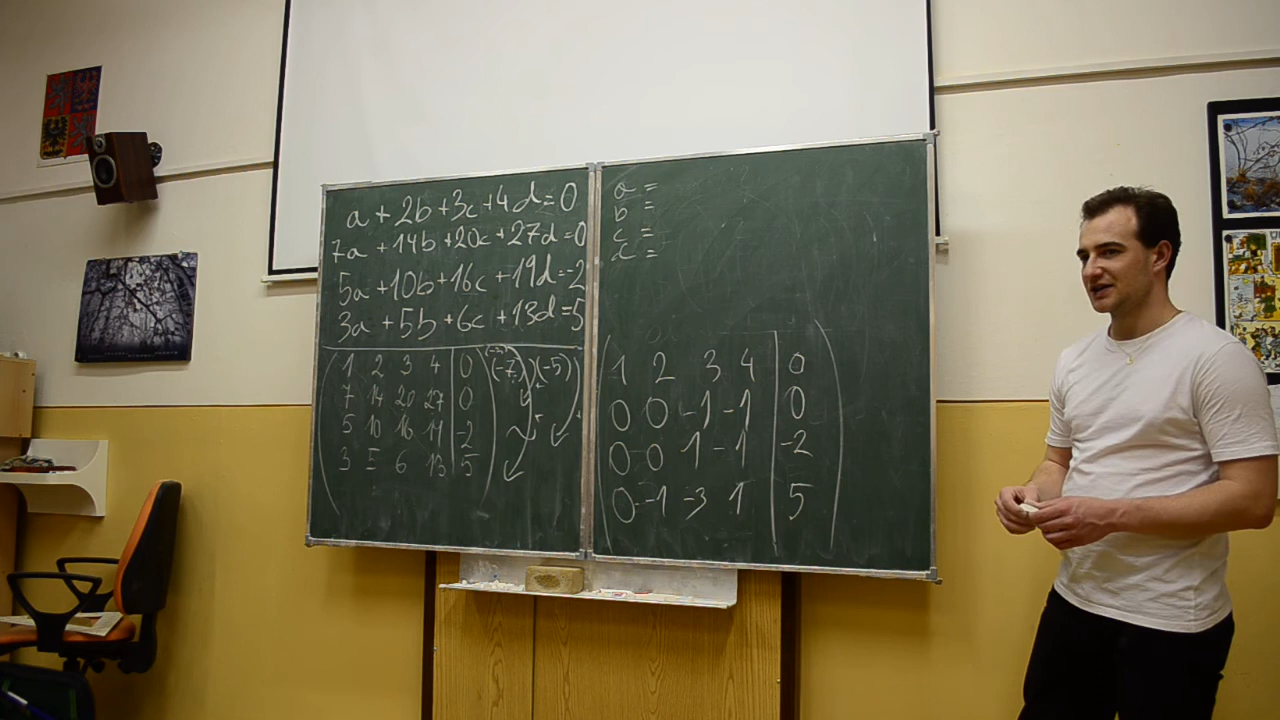 a + 2b + 3c + 4d = 0
7a + 14b + 20c + 27d = 0
5a + 10b + 16c + 19d = -2
3a + 5b + 6c + 13d = 5
1 2 3 4 | 0 (-3) (-7) (-5)
7 14 20 27 | 0
5 10 16 19 | -2
3 5 6 13 | 5
a =
b =
c =
d =
1 2 3 4 | 0
0 0 -1 -1 | 0
0 0 1 -1 | -2
0 -1 -3 1 | 5